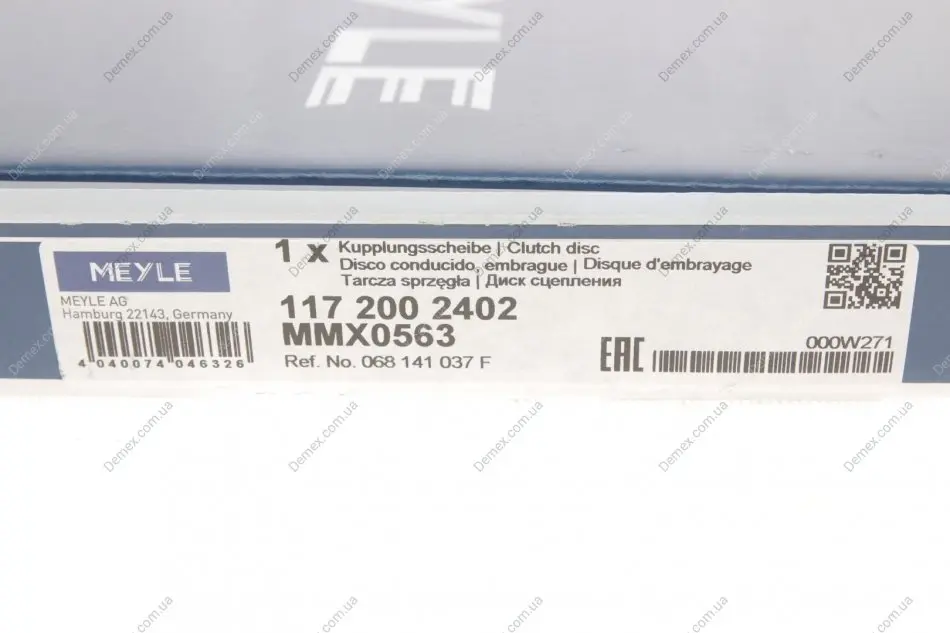 MEYLE
1 x Kupplungsscheibe | Clutch disc
Disco conducido, embrague | Disque d'embrayage
Tarcza sprzęgła | Диск сцепления
MEYLE AG
Hamburg 22143, Germany
117 200 2402
MMX0563
Ref. No. 068 141 037 F
4 040074 046326
EAC
000W271
Demex.com.ua